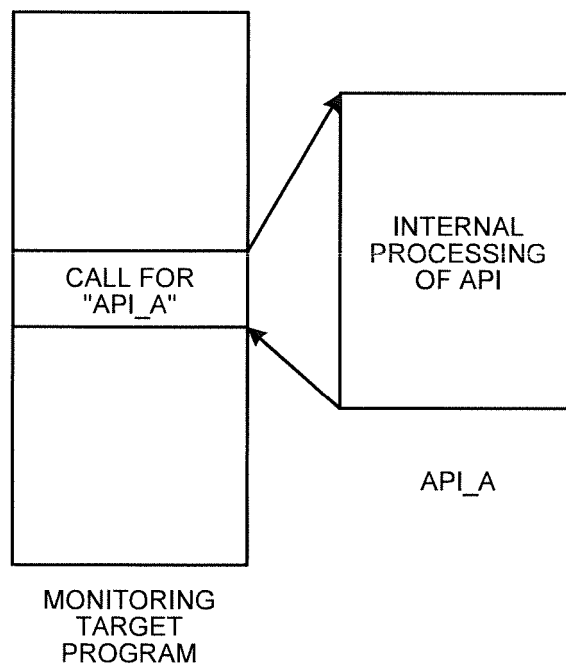 CALL FOR
"API_A"
INTERNAL
PROCESSING
OF API
API_A
MONITORING
TARGET
PROGRAM